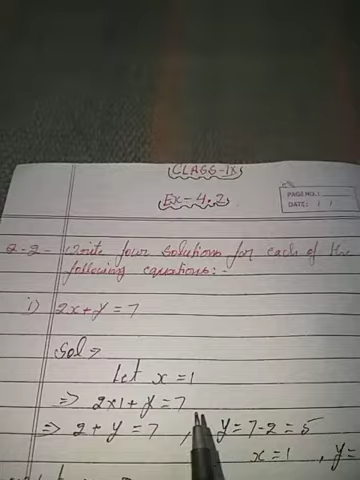 CLASS-IX
Ex-4.2
PAGE NO.:
DATE: / /
Q-2- Write four solutions for each of the
following equations:-
i) 2x+y=7
Sol ⇒
Let x=1
⇒ 2×1+y=7
⇒ 2+y=7 , y=7-2=5
x=1 , y=